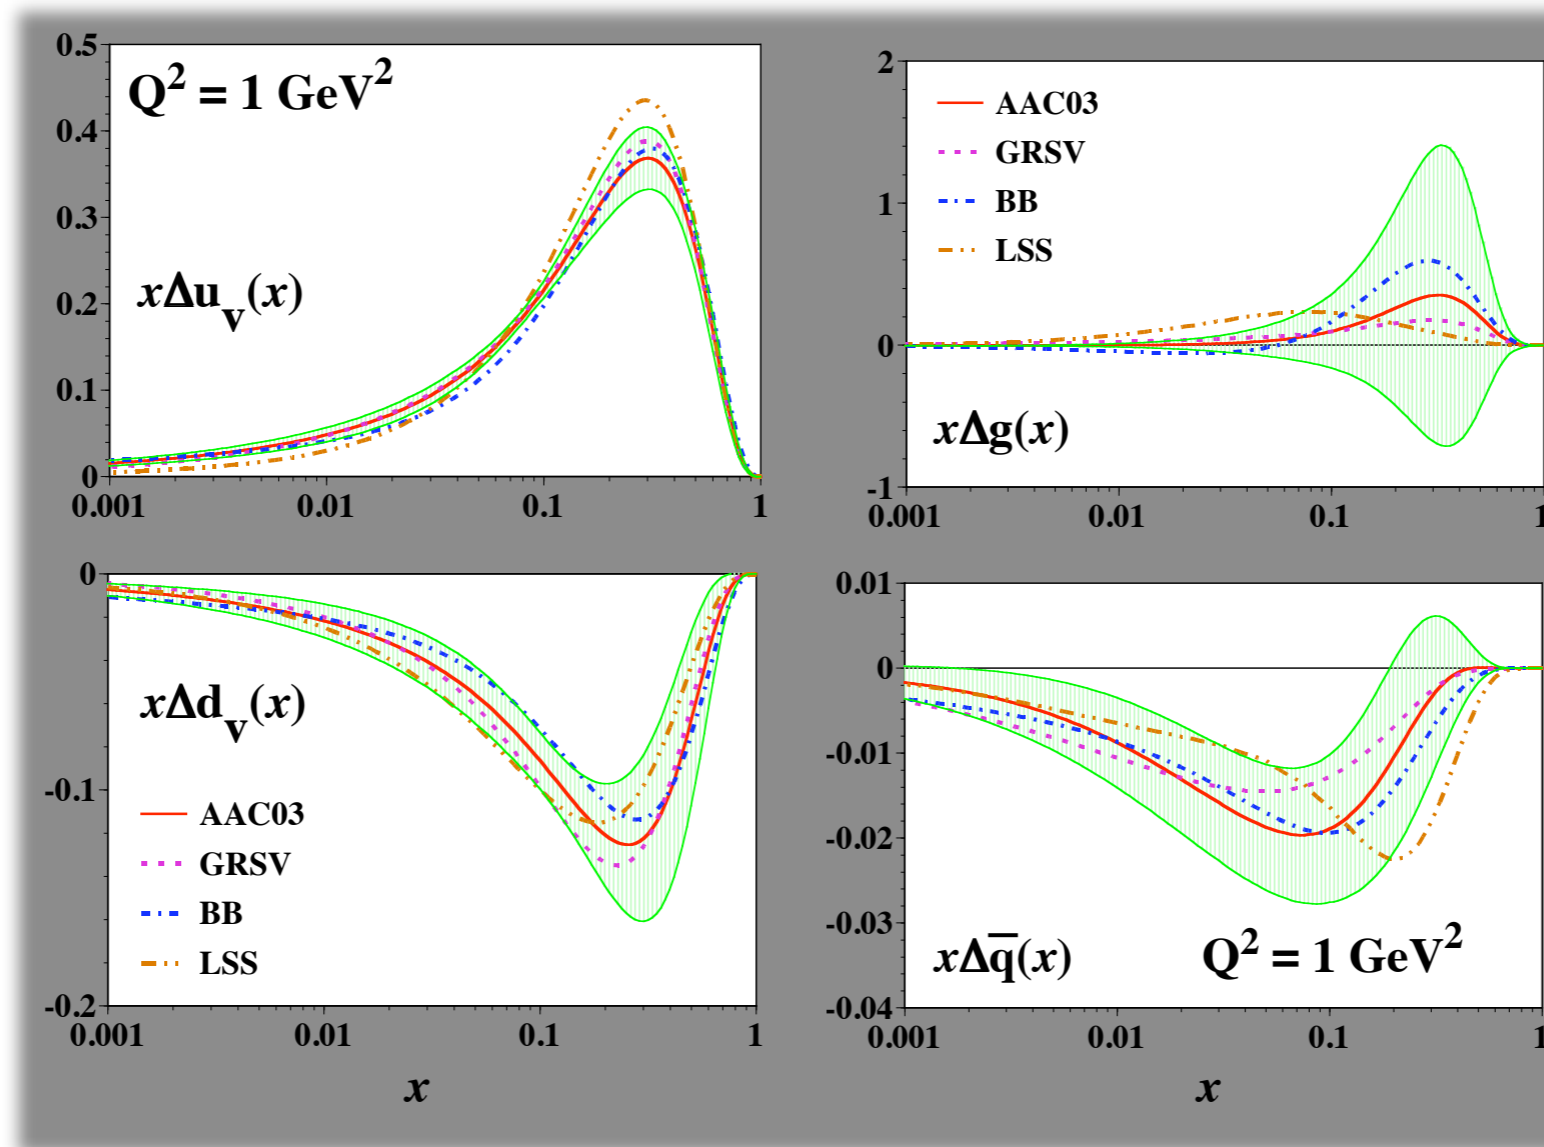 0.5
0.4
0.3
0.2
0.1
0
Q² = 1 GeV²
xΔu_v(x)
0.001 0.01 0.1 1
2
1
0
-1
AAC03
GRSV
BB
LSS
xΔg(x)
0.001 0.01 0.1 1
0
-0.1
-0.2
xΔd_v(x)
AAC03
GRSV
BB
LSS
0.001 0.01 0.1 1
x
0.01
0
-0.01
-0.02
-0.03
-0.04
xΔq̅(x) Q² = 1 GeV²
0.001 0.01 0.1 1
x